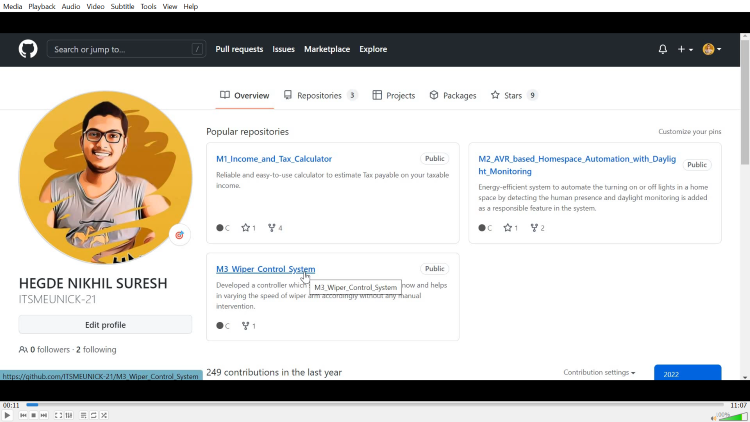 Media Playback Audio Video Subtitle Tools View Help
Search or jump to... /
Pull requests Issues Marketplace Explore
Overview Repositories 3 Projects Packages Stars 9
Popular repositories
Customize your pins
M1_Income_and_Tax_Calculator Public
Reliable and easy-to-use calculator to estimate Tax payable on your taxable
income.
C 1 4
M2_AVR_based_Homespace_Automation_with_Daylig
ht_Monitoring
Public
Energy-efficient system to automate the turning on or off lights in a home
space by detecting the human presence and daylight monitoring is added
as a responsible feature in the system.
C 1 2
M3_Wiper_Control_System Public
Developed a controller which now and helps
M3_Wiper_Control_System
in varying the speed of wiper arm accordingly without any manual
intervention.
C 1
HEGDE NIKHIL SURESH
ITSMEUNICK-21
Edit profile
0 followers · 2 following
249 contributions in the last year
Contribution settings
2022
https://github.com/ITSMEUNICK-21/M3_Wiper_Control_System
00:11
11:07